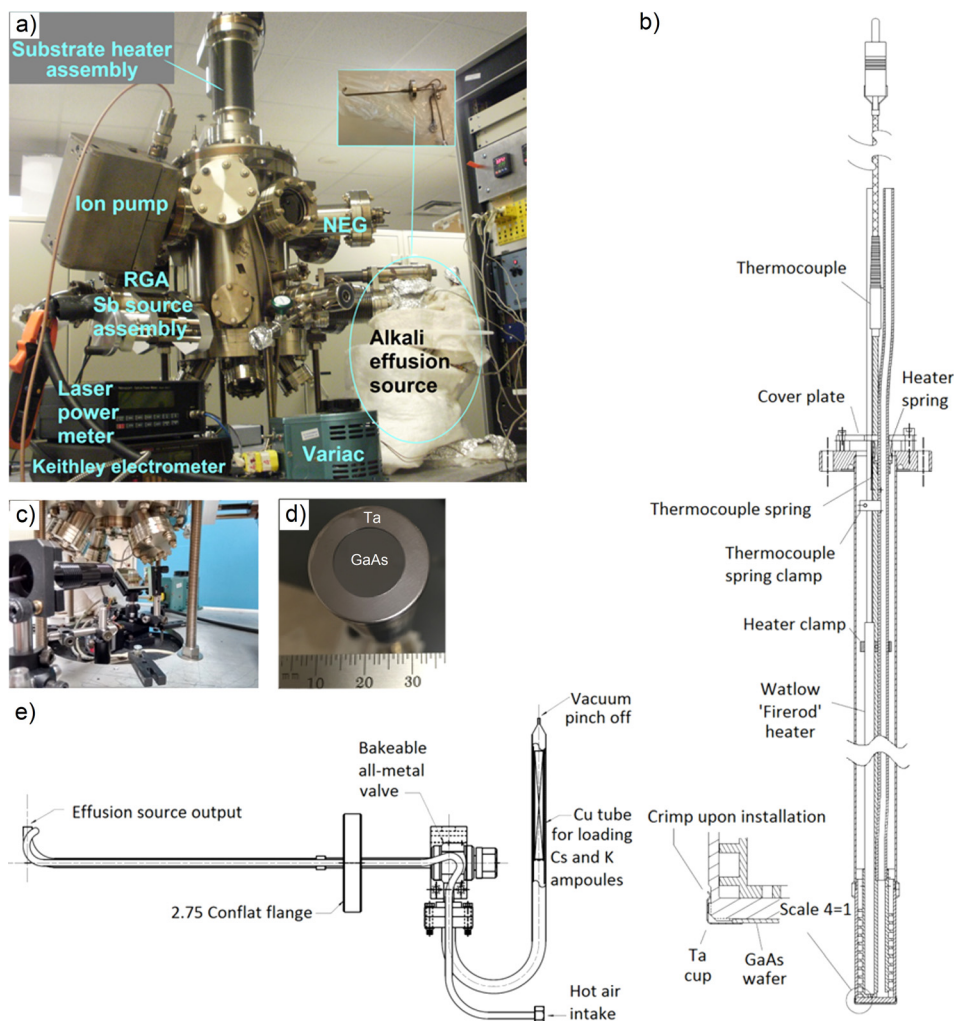 a)
Substrate heater
assembly
Ion pump
NEG
RGA
Sb source
assembly
Alkali
effusion
source
Laser
power
meter
Keithley electrometer
Variac
b)
Thermocouple
Cover plate
Heater
spring
Thermocouple spring
Thermocouple
spring clamp
Heater clamp
Watlow
'Firerod'
heater
Crimp upon installation
Scale 4=1
Ta
cup
GaAs
wafer
c)
d)
Ta
GaAs
10 20 30
e)
Vacuum
pinch off
Bakeable
all-metal
valve
Effusion source output
Cu tube
for loading
Cs and K
ampoules
2.75 Conflat flange
Hot air
intake